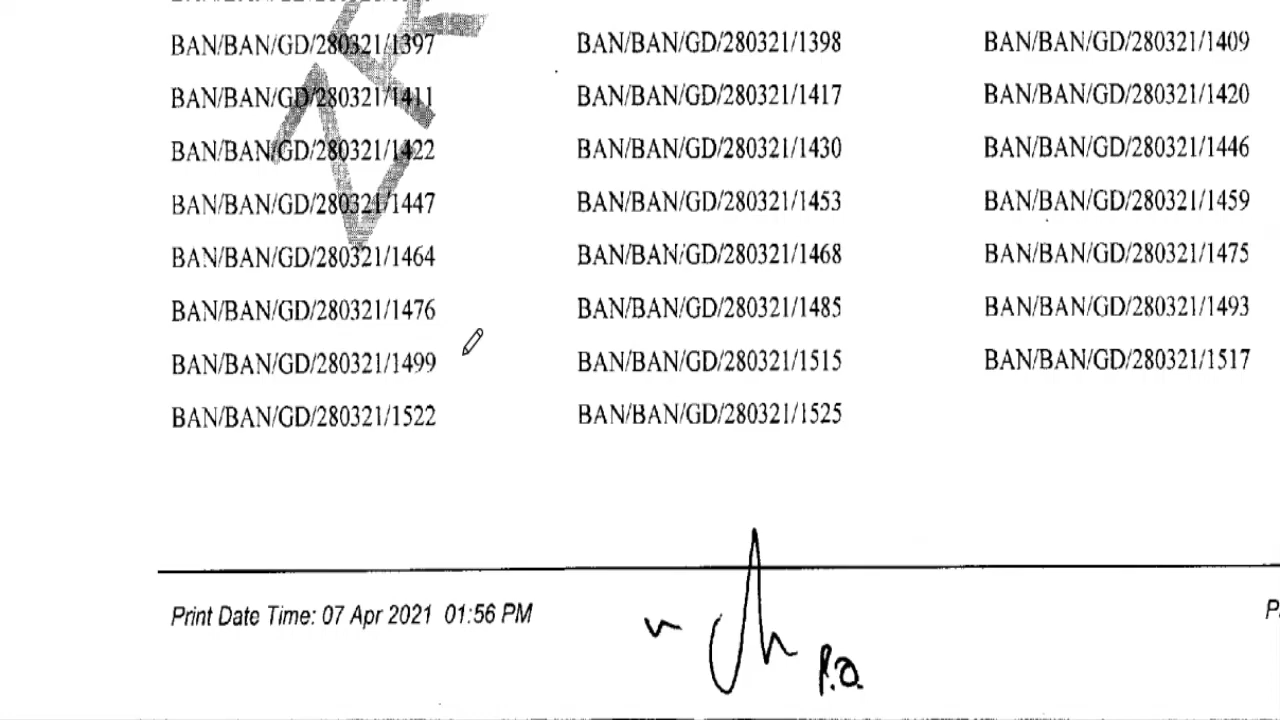 BAN/BAN/GD/280321/1397 BAN/BAN/GD/280321/1398 BAN/BAN/GD/280321/1409
BAN/BAN/GD/280321/1411 BAN/BAN/GD/280321/1417 BAN/BAN/GD/280321/1420
BAN/BAN/GD/280321/1422 BAN/BAN/GD/280321/1430 BAN/BAN/GD/280321/1446
BAN/BAN/GD/280321/1447 BAN/BAN/GD/280321/1453 BAN/BAN/GD/280321/1459
BAN/BAN/GD/280321/1464 BAN/BAN/GD/280321/1468 BAN/BAN/GD/280321/1475
BAN/BAN/GD/280321/1476 BAN/BAN/GD/280321/1485 BAN/BAN/GD/280321/1493
BAN/BAN/GD/280321/1499 BAN/BAN/GD/280321/1515 BAN/BAN/GD/280321/1517
BAN/BAN/GD/280321/1522 BAN/BAN/GD/280321/1525
Print Date Time: 07 Apr 2021 01:56 PM